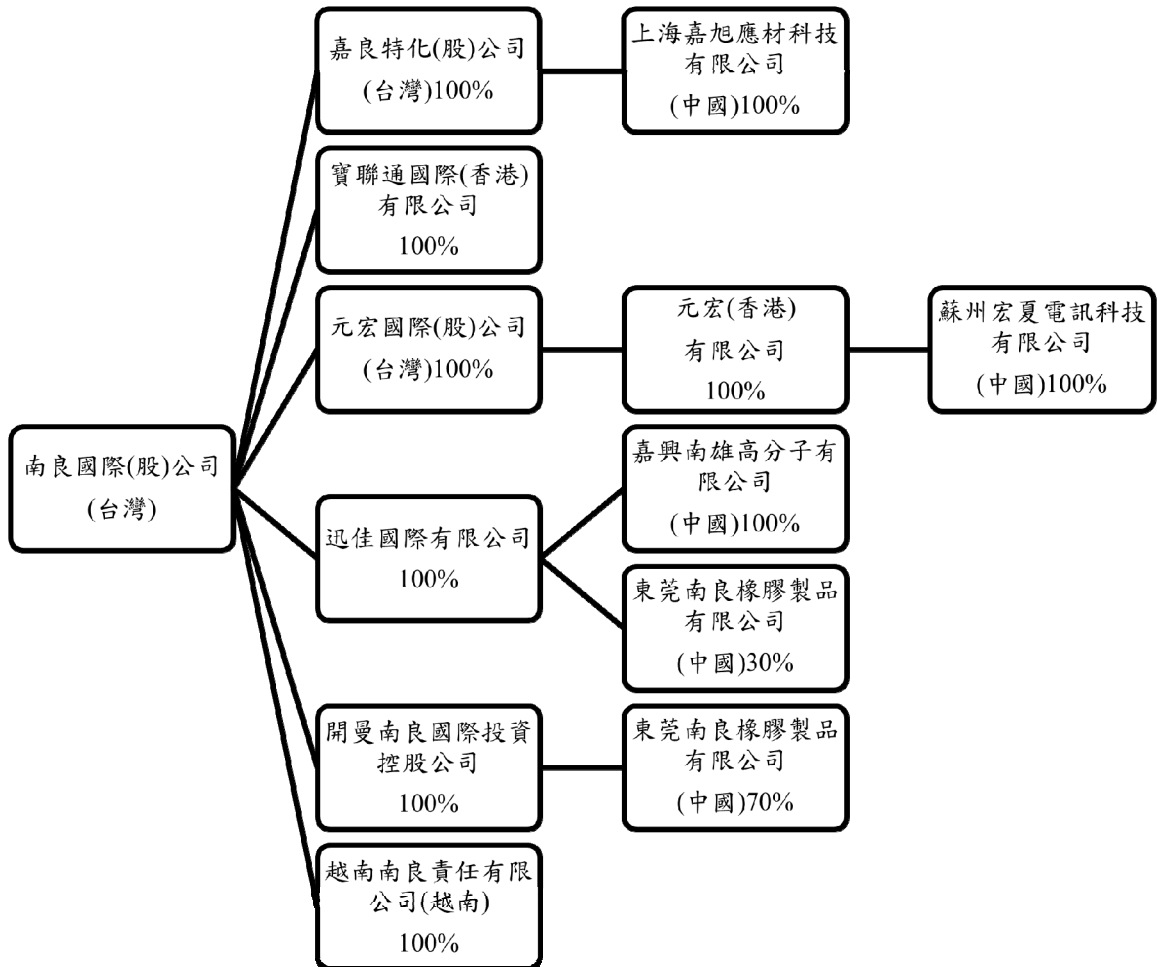 嘉良特化(股)公司
(台灣)100%
上海嘉旭應材科技
有限公司
(中國)100%
寶聯通國際(香港)
有限公司
100%
元宏國際(股)公司
(台灣)100%
元宏(香港)
有限公司
100%
蘇州宏夏電訊科技
有限公司
(中國)100%
南良國際(股)公司
(台灣)
迅佳國際有限公司
100%
嘉興南雄高分子有
限公司
(中國)100%
東莞南良橡膠製品
有限公司
(中國)30%
開曼南良國際投資
控股公司
100%
東莞南良橡膠製品
有限公司
(中國)70%
越南南良責任有限
公司(越南)
100%